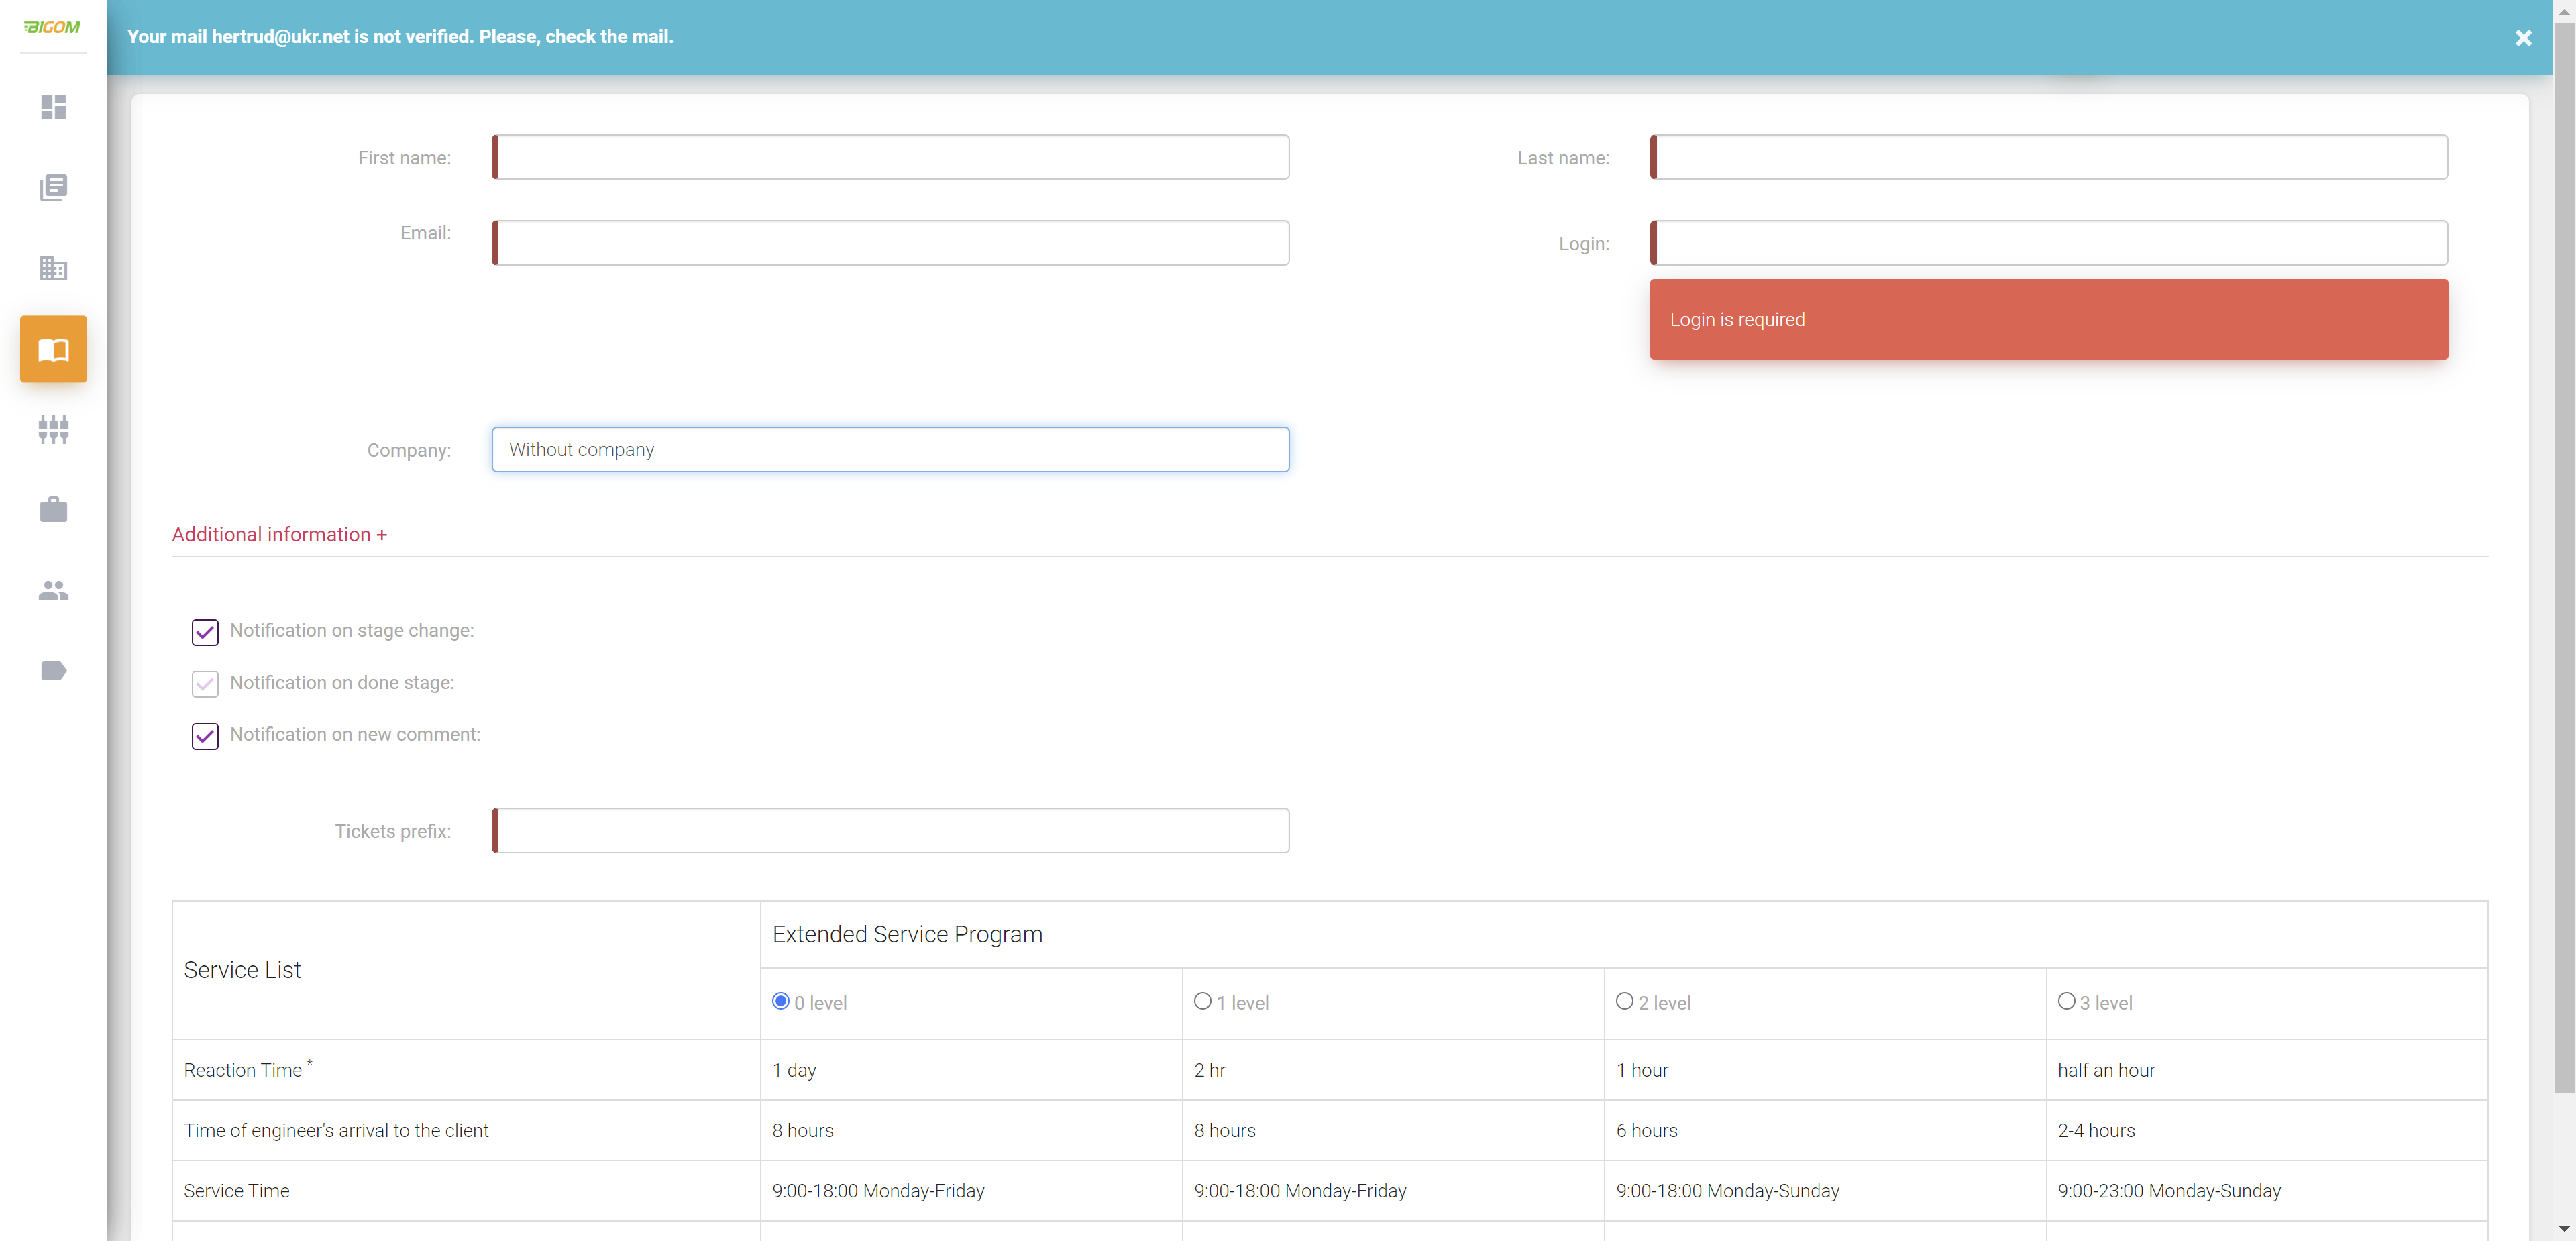 BIGOM
Your mail hertrud@ukr.net is not verified. Please, check the mail.
First name:
Last name:
Email:
Login:
Login is required
Company:
Without company
Additional information +
Notification on stage change:
Notification on done stage:
Notification on new comment:
Tickets prefix:
Service List
Extended Service Program
0 level
1 level
2 level
3 level
Reaction Time *
1 day
2 hr
1 hour
half an hour
Time of engineer's arrival to the client
8 hours
8 hours
6 hours
2-4 hours
Service Time
9:00-18:00 Monday-Friday
9:00-18:00 Monday-Friday
9:00-18:00 Monday-Sunday
9:00-23:00 Monday-Sunday